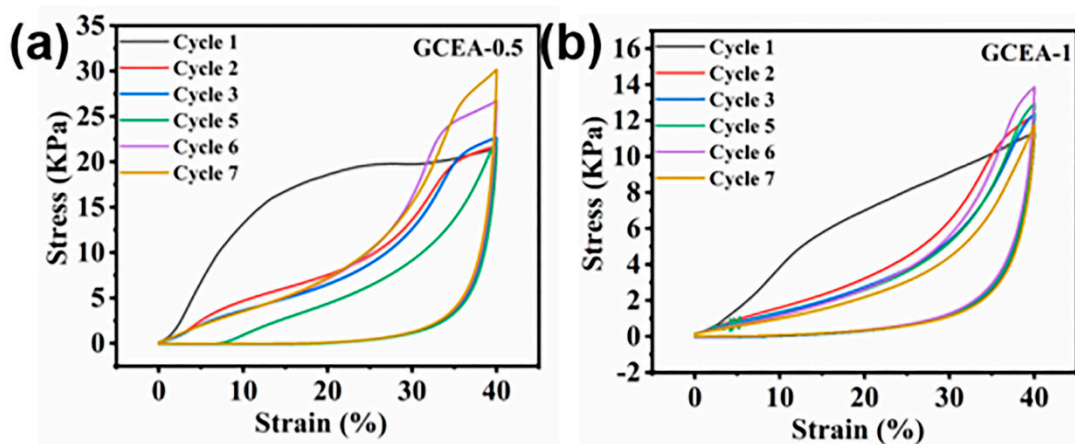 (a)
GCEA-0.5
Cycle 1
Cycle 2
Cycle 3
Cycle 5
Cycle 6
Cycle 7
35
30
25
20
15
10
5
0
Stress (KPa)
0 10 20 30 40
Strain (%)
(b)
GCEA-1
Cycle 1
Cycle 2
Cycle 3
Cycle 5
Cycle 6
Cycle 7
16
14
12
10
8
6
4
2
0
-2
Stress (KPa)
0 10 20 30 40
Strain (%)